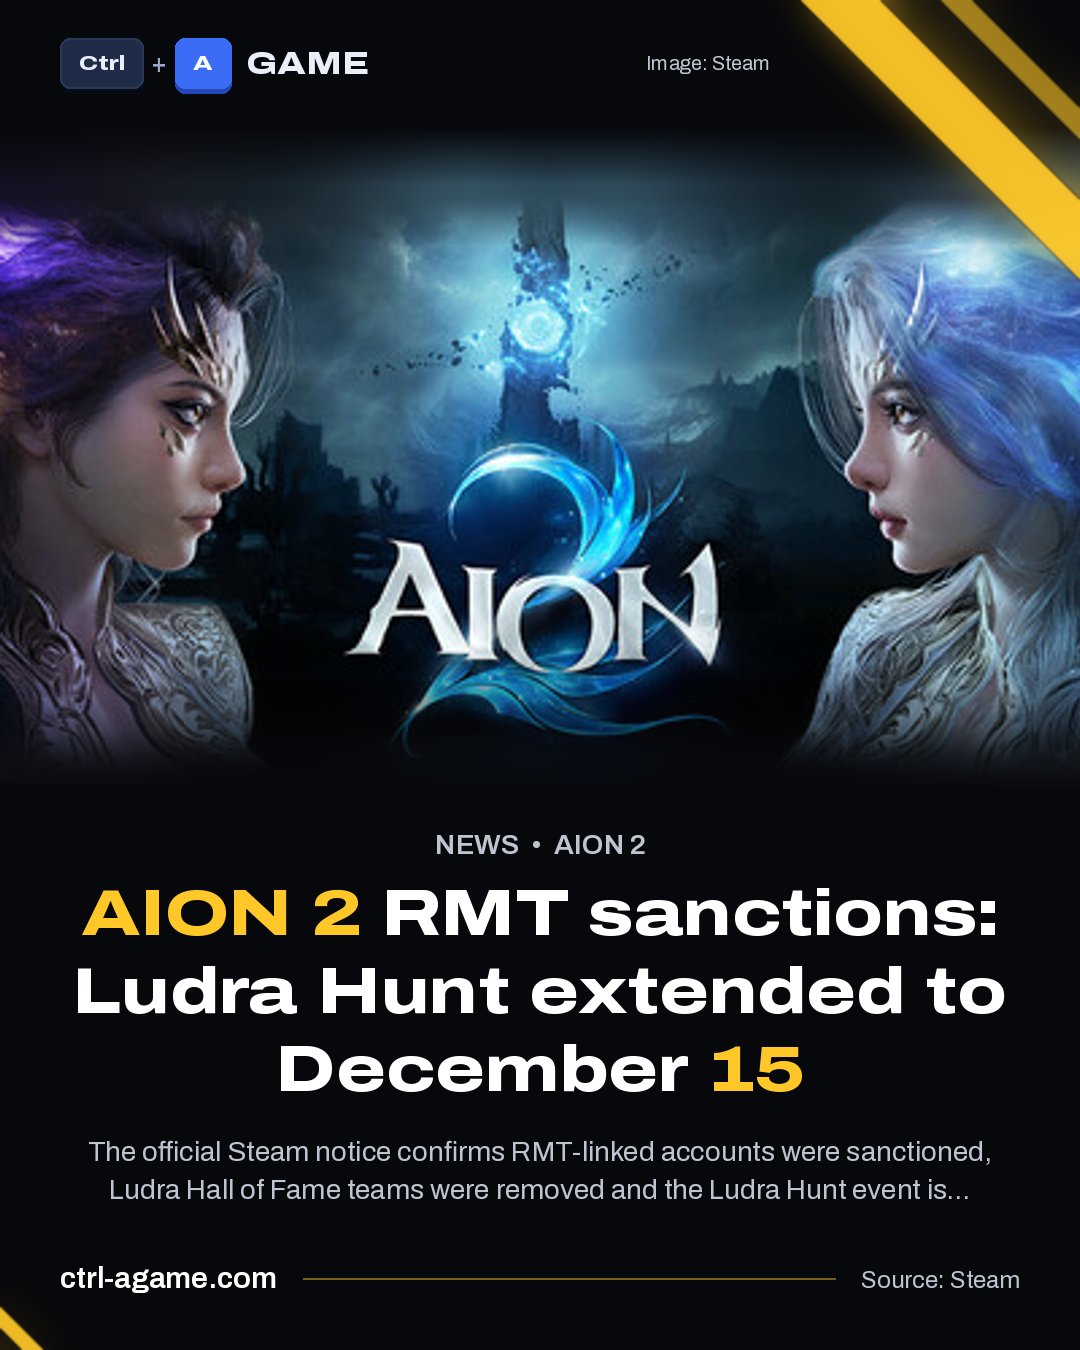 Ctrl + A GAME
Image: Steam
AION 2
NEWS • AION 2
AION 2 RMT sanctions:
Ludra Hunt extended to
December 15
The official Steam notice confirms RMT-linked accounts were sanctioned,
Ludra Hall of Fame teams were removed and the Ludra Hunt event is...
ctrl-agame.com
Source: Steam